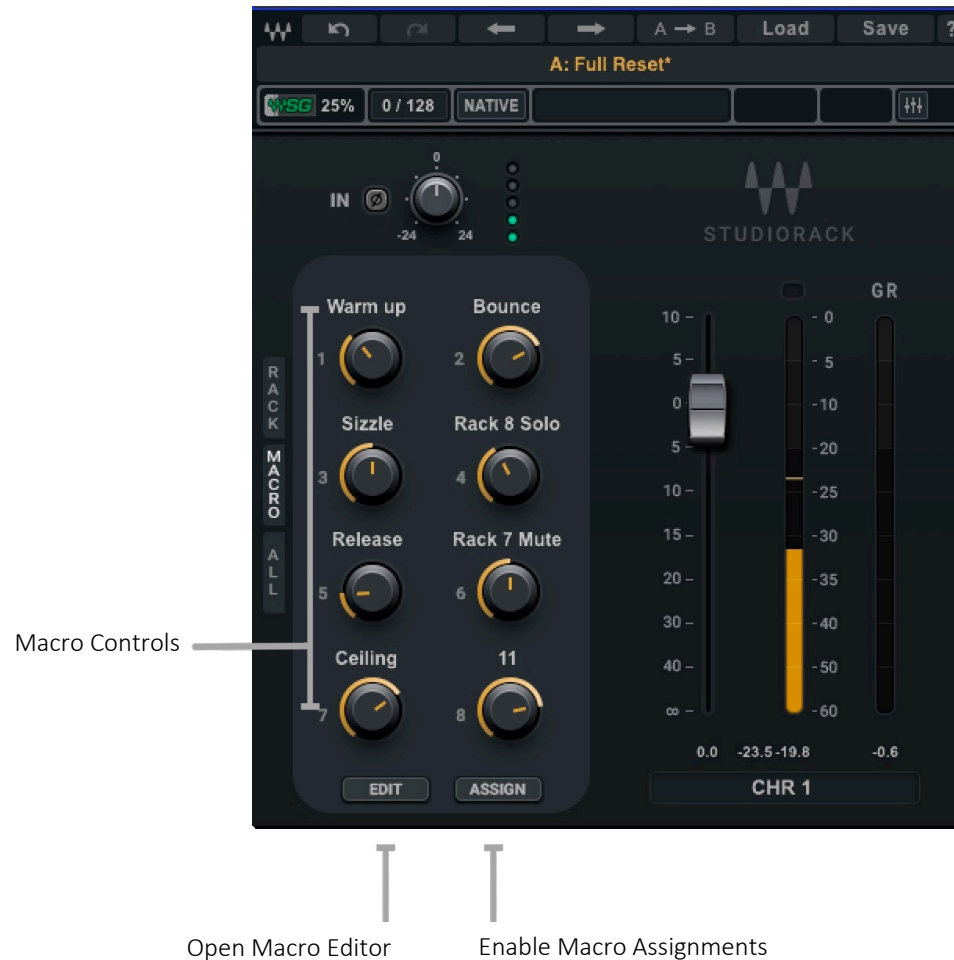 A → B Load Save ?
A: Full Reset*
WSG 25% 0 / 128 NATIVE
0
IN Ø
-24 24
STUDIORACK
GR
Warm up Bounce
1 2
Sizzle Rack 8 Solo
3 4
Release Rack 7 Mute
5 6
Ceiling 11
7 8
EDIT ASSIGN
RACK
MACRO
ALL
10 –
5 –
0 –
5 –
10 –
15 –
20 –
30 –
40 –
∞ –
- 0
- 5
-10
-20
-25
-30
-35
-40
-50
-60
0.0 -23.5 -19.8 -0.6
CHR 1
Macro Controls
Open Macro Editor Enable Macro Assignments